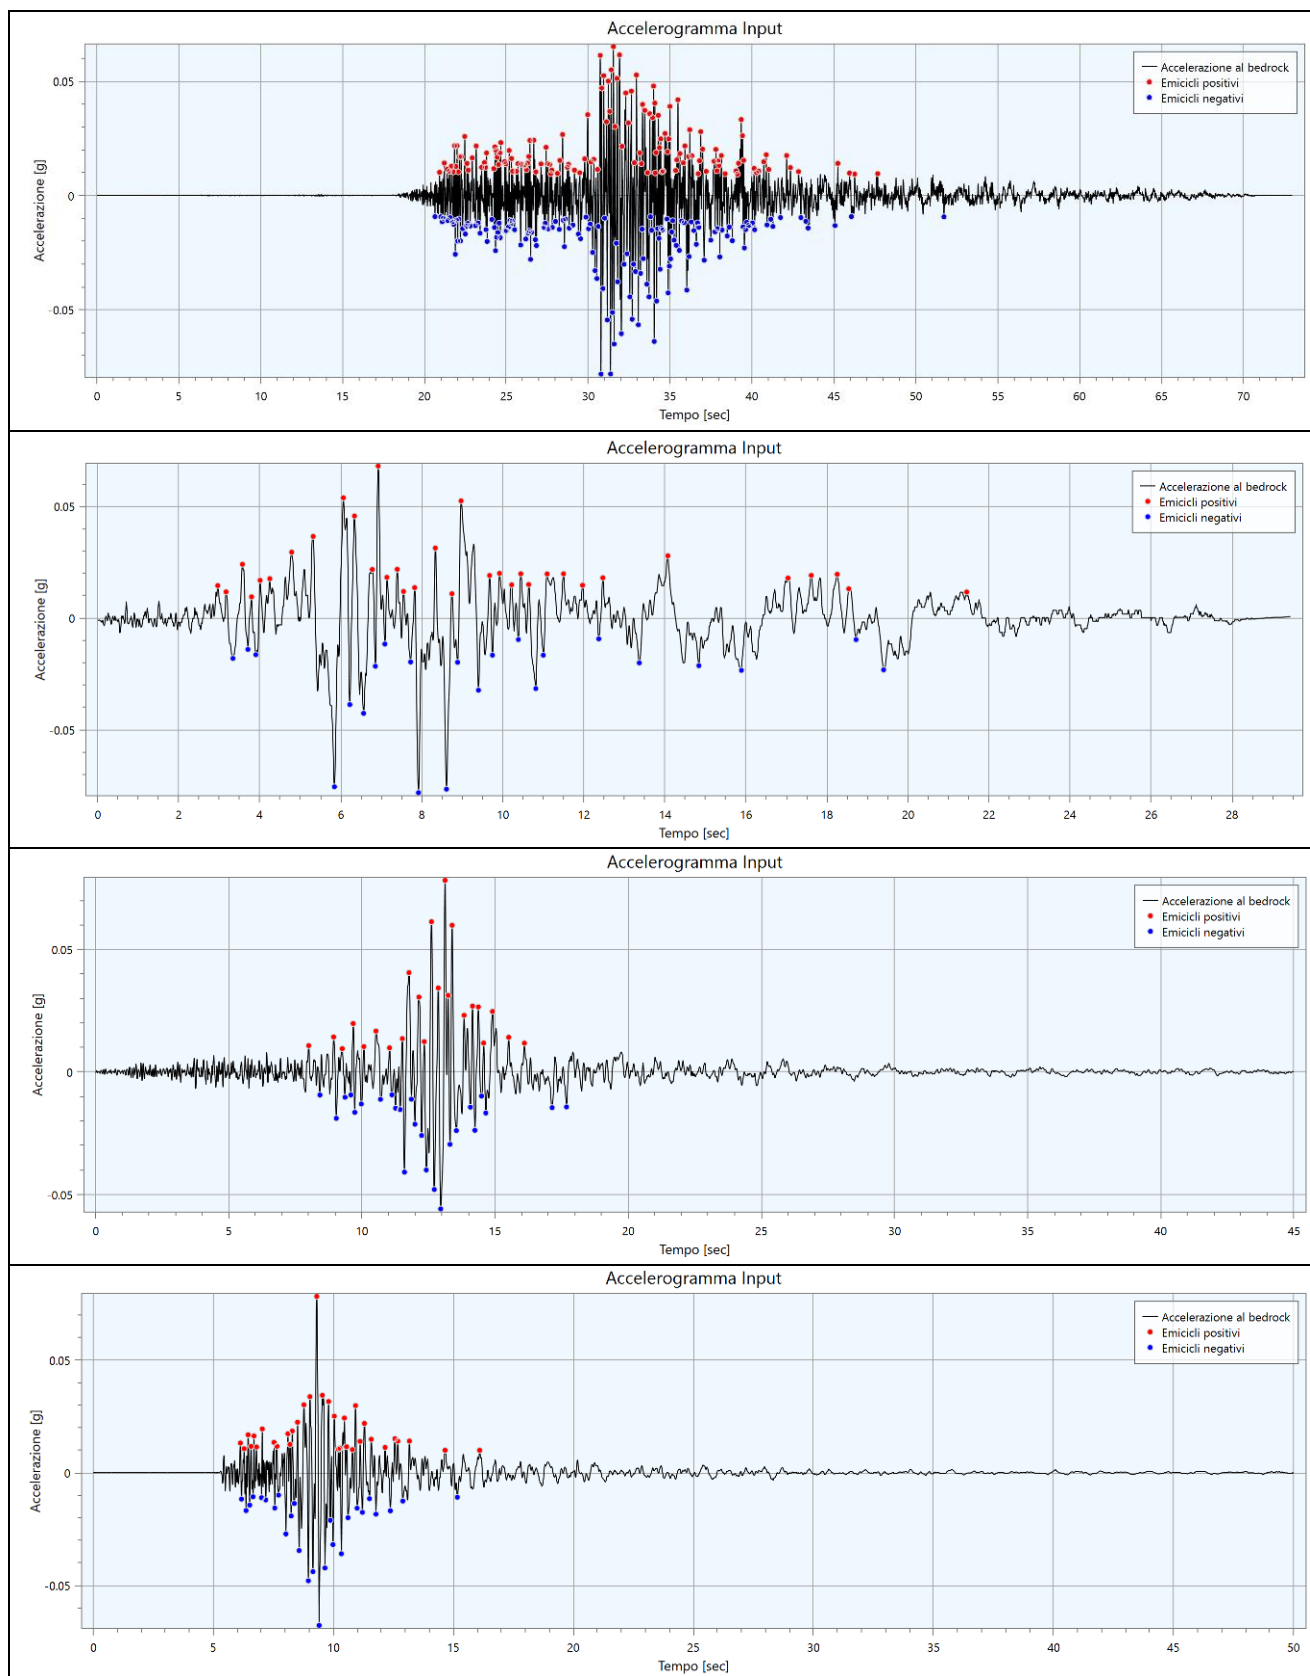 Accelerogramma Input
Accelerazione al bedrock
Emicicli positivi
Emicicli negativi
0.05
0
-0.05
Accelerazione [g]
0 5 10 15 20 25 30 35 40 45 50 55 60 65 70
Tempo [sec]
Accelerogramma Input
Accelerazione al bedrock
Emicicli positivi
Emicicli negativi
0.05
0
-0.05
Accelerazione [g]
0 2 4 6 8 10 12 14 16 18 20 22 24 26 28
Tempo [sec]
Accelerogramma Input
Accelerazione al bedrock
Emicicli positivi
Emicicli negativi
0.05
0
-0.05
Accelerazione [g]
0 5 10 15 20 25 30 35 40 45
Tempo [sec]
Accelerogramma Input
Accelerazione al bedrock
Emicicli positivi
Emicicli negativi
0.05
0
-0.05
Accelerazione [g]
0 5 10 15 20 25 30 35 40 45 50
Tempo [sec]